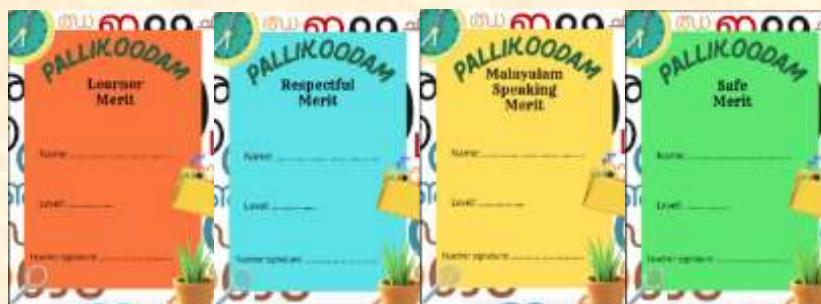 PALLIKOODAM
Learner
Merit
Name:
Level:
Teacher signature
PALLIKOODAM
Respectful
Merit
Name:
Level:
Teacher signature
PALLIKOODAM
Malayalam
Speaking
Merit
Name:
Level:
Teacher signature
PALLIKOODAM
Safe
Merit
Name:
Level:
Teacher signature